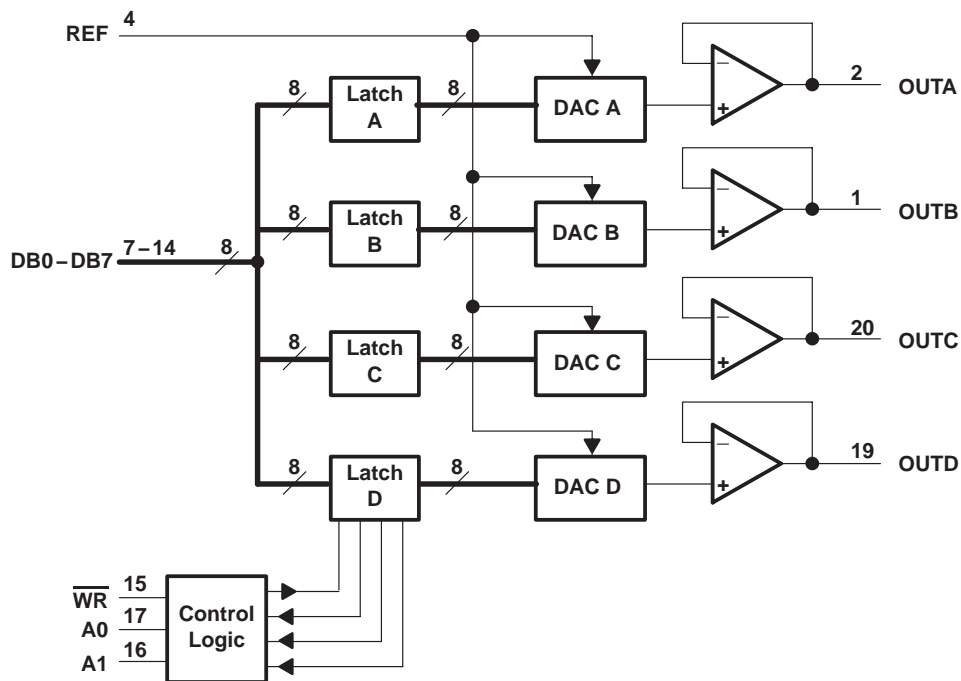 REF 4
8 Latch A 8 DAC A − + 2 OUTA
8 Latch B 8 DAC B − + 1 OUTB
DB0–DB7 7–14 8
8 Latch C 8 DAC C − + 20 OUTC
8 Latch D 8 DAC D − + 19 OUTD
WR 15
A0 17
A1 16
Control
Logic